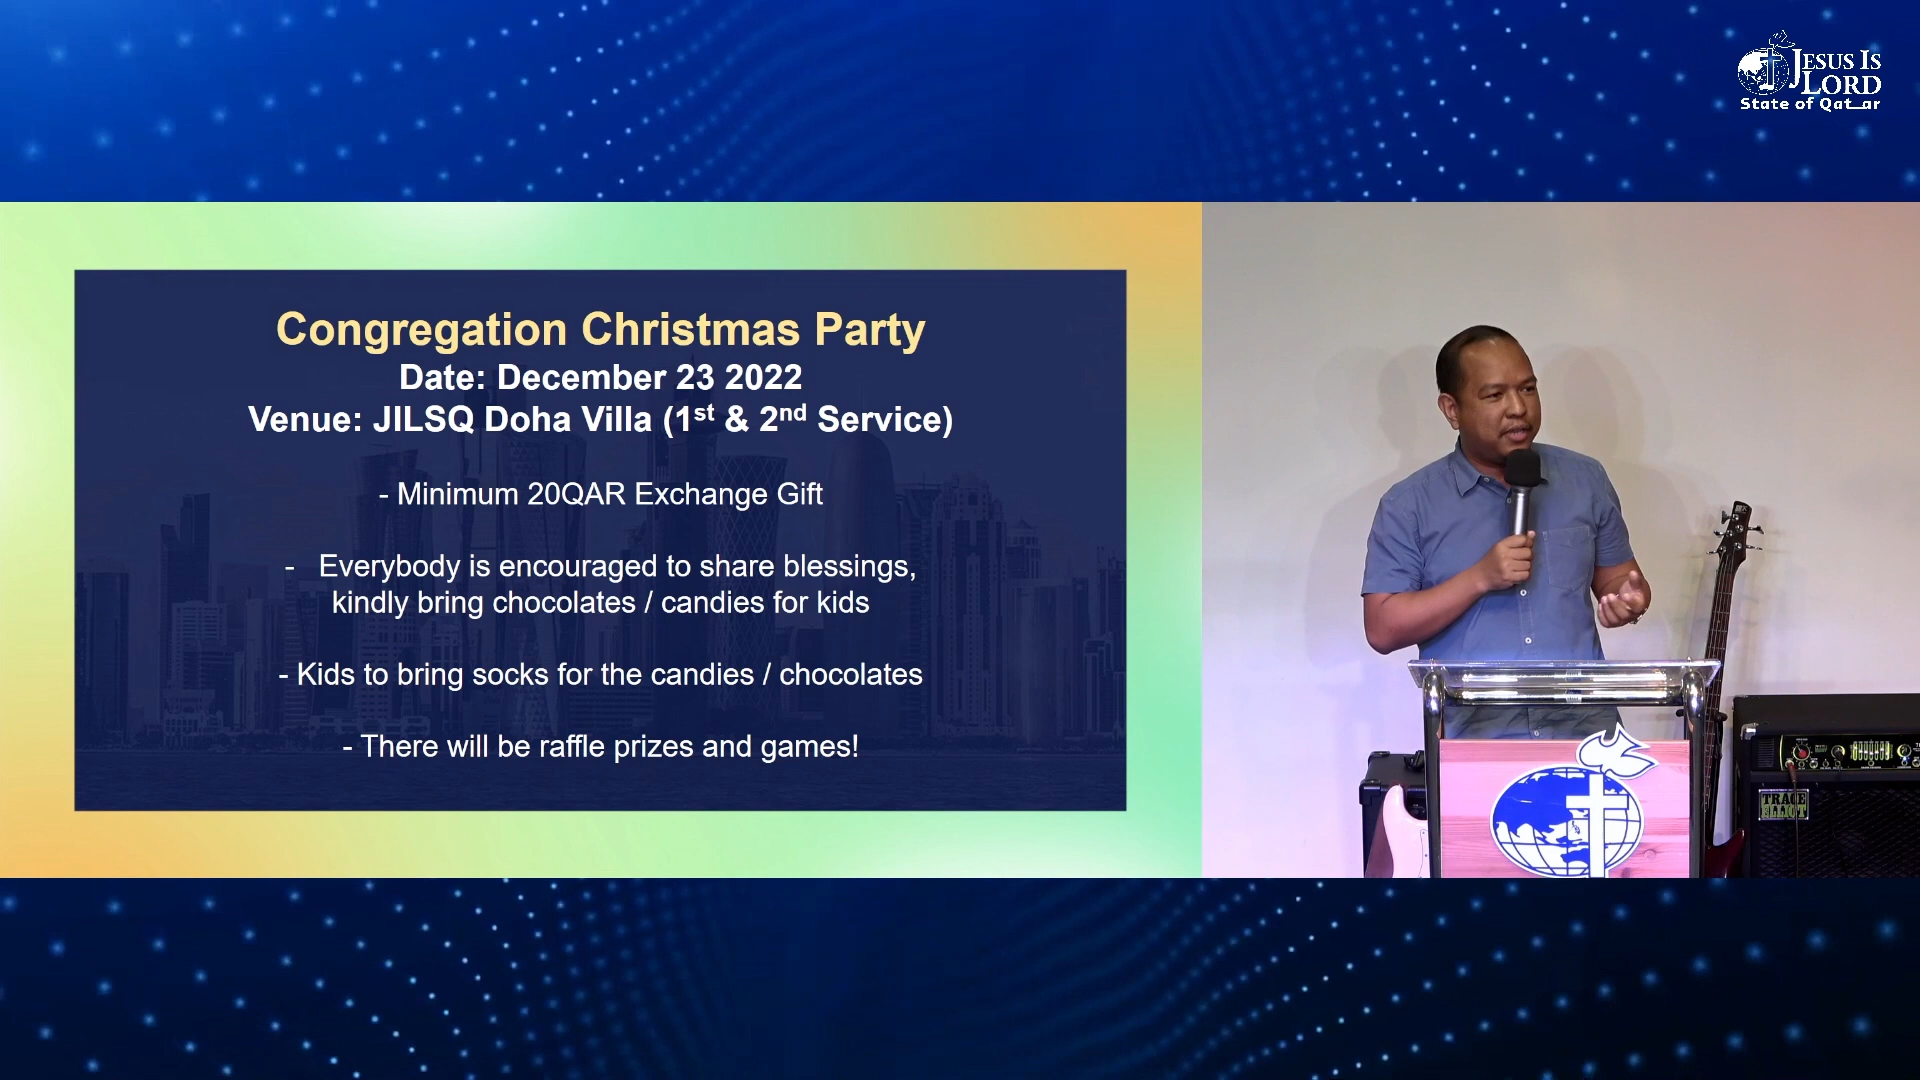 JESUS IS
LORD
State of Qatar
Congregation Christmas Party
Date: December 23 2022
Venue: JILSQ Doha Villa (1st & 2nd Service)
- Minimum 20QAR Exchange Gift
- Everybody is encouraged to share blessings,
kindly bring chocolates / candies for kids
- Kids to bring socks for the candies / chocolates
- There will be raffle prizes and games!
TRACE
ELLIOT